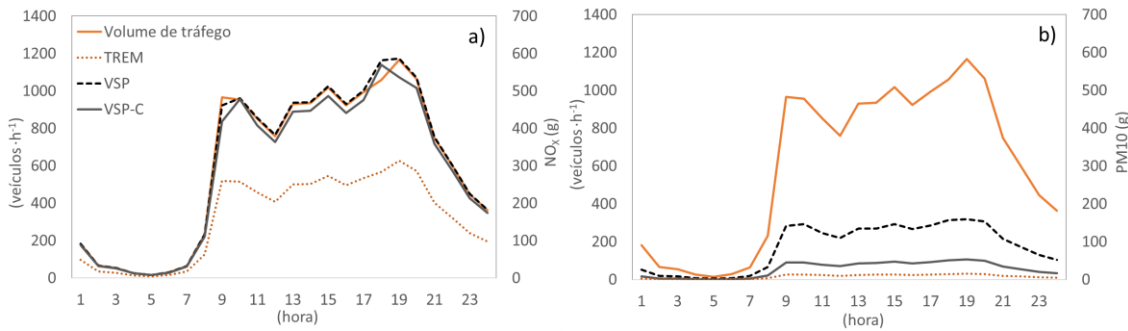 a)
Volume de tráfego
TREM
VSP
VSP-C
1400
1200
1000
800
600
400
200
0
(veículos·h⁻¹)
700
600
500
400
300
200
100
0
NOₓ (g)
1 3 5 7 9 11 13 15 17 19 21 23
(hora)
b)
1400
1200
1000
800
600
400
200
0
(veículos·h⁻¹)
700
600
500
400
300
200
100
0
PM10 (g)
1 3 5 7 9 11 13 15 17 19 21 23
(hora)